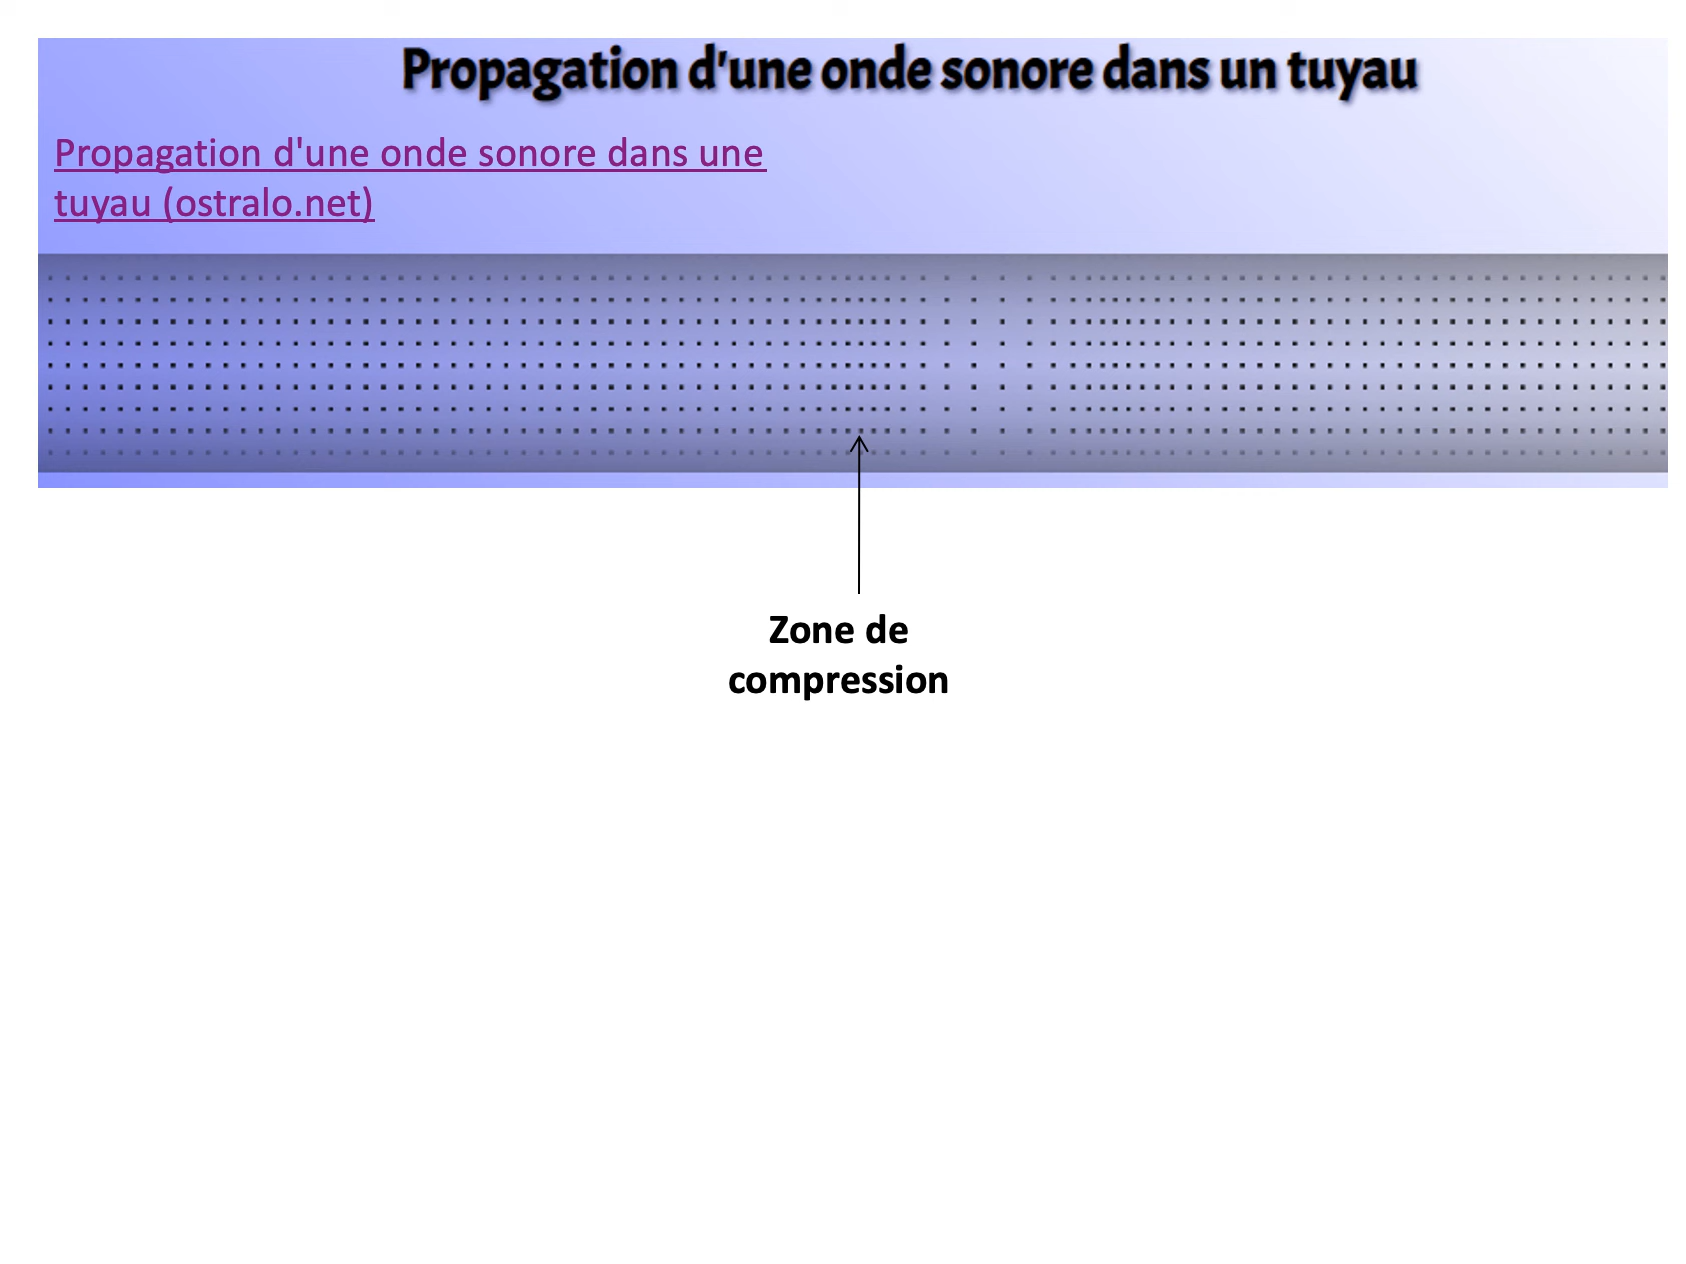 Propagation d'une onde sonore dans un tuyau
Propagation d'une onde sonore dans une
tuyau (ostralo.net)
Zone de
compression